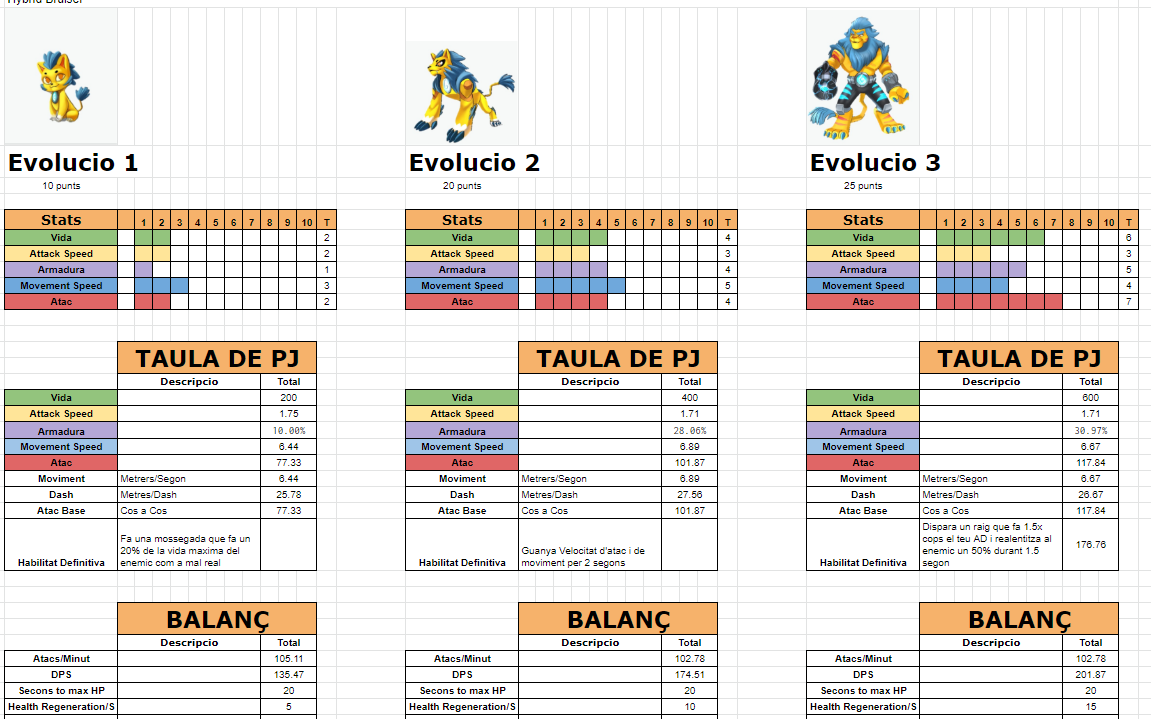 Hybrid Bruiser
Evolucio 1 Evolucio 2 Evolucio 3
10 punts 20 punts 25 punts
Stats 1 2 3 4 5 6 7 8 9 10 T Stats 1 2 3 4 5 6 7 8 9 10 T Stats 1 2 3 4 5 6 7 8 9 10 T
Vida 2 Vida 4 Vida 6
Attack Speed 2 Attack Speed 3 Attack Speed 3
Armadura 1 Armadura 4 Armadura 5
Movement Speed 3 Movement Speed 5 Movement Speed 4
Atac 2 Atac 4 Atac 7
TAULA DE PJ TAULA DE PJ TAULA DE PJ
Descripcio Total Descripcio Total Descripcio Total
Vida 200 Vida 400 Vida 600
Attack Speed 1.75 Attack Speed 1.71 Attack Speed 1.71
Armadura 10.00% Armadura 28.06% Armadura 30.97%
Movement Speed 6.44 Movement Speed 6.89 Movement Speed 6.67
Atac 77.33 Atac 101.87 Atac 117.84
Moviment Metrers/Segon 6.44 Moviment Metrers/Segon 6.89 Moviment Metrers/Segon 6.67
Dash Metres/Dash 25.78 Dash Metres/Dash 27.56 Dash Metres/Dash 26.67
Atac Base Cos a Cos 77.33 Atac Base Cos a Cos 101.87 Atac Base Cos a Cos 117.84
Habilitat Definitiva
Fa una mossegada que fa un
20% de la vida maxima del
enemic com a mal real
Habilitat Definitiva
Guanya Velocitat d'atac i de
moviment per 2 segons
Habilitat Definitiva
Dispara un raig que fa 1.5x
cops el teu AD i realentitza al
enemic un 50% durant 1.5
segon
176.76
BALANÇ BALANÇ BALANÇ
Descripcio Total Descripcio Total Descripcio Total
Atacs/Minut 105.11 Atacs/Minut 102.78 Atacs/Minut 102.78
DPS 135.47 DPS 174.51 DPS 201.87
Secons to max HP 20 Secons to max HP 20 Secons to max HP 20
Health Regeneration/S 5 Health Regeneration/S 10 Health Regeneration/S 15